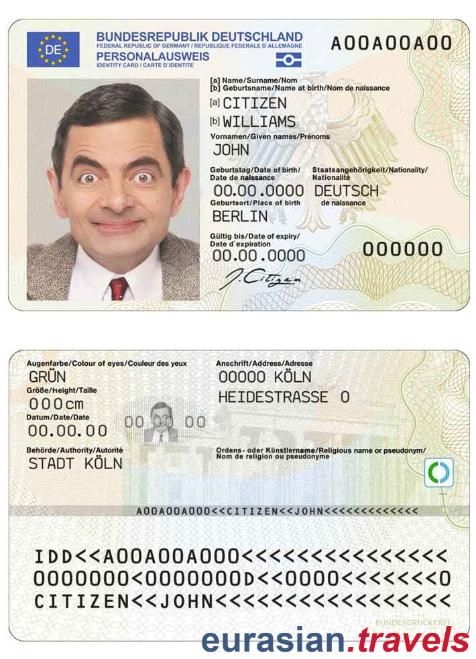 DE
BUNDESREPUBLIK DEUTSCHLAND
FEDERAL REPUBLIC OF GERMANY / REPUBLIQUE FEDERALE D'ALLEMAGNE
PERSONALAUSWEIS
IDENTITY CARD / CARTE D'IDENTITE
A00A00A00
[a] Name/Surname/Nom
[b] Geburtsname/Name at birth/Nom de naissance
[a] CITIZEN
[b] WILLIAMS
Vornamen/Given names/Prénoms
JOHN
Geburtstag/Date of birth/
Date de naissance
Staatsangehörigkeit/Nationality/
Nationalité
00.00.0000 DEUTSCH
Geburtsort/Place of birth
de naissance
BERLIN
Gültig bis/Date of expiry/
Date d'expiration
00.00.0000
000000
J. Citizen
Augenfarbe/Colour of eyes/Couleur des yeux
GRÜN
Größe/Height/Taille
000cm
Datum/Date/Date
00.00.00
Behörde/Authority/Autorité
STADT KÖLN
Anschrift/Address/Adresse
00000 KÖLN
HEIDESTRASSE 0
00 00
Ordens- oder Künstlername/Religious name or pseudonym/
Nom de religion ou pseudonyme
A00A00A000<<CITIZEN<<JOHN<<<<<<<<<<<<<
IDD<<A00A00A000<<<<<<<<<<<<<<<
0000000<0000000D<<0000<<<<<<<0
CITIZEN<<JOHN<<<<<<<<<<<<<<<<<
BUNDESDRUCKEREI
eurasian.travels